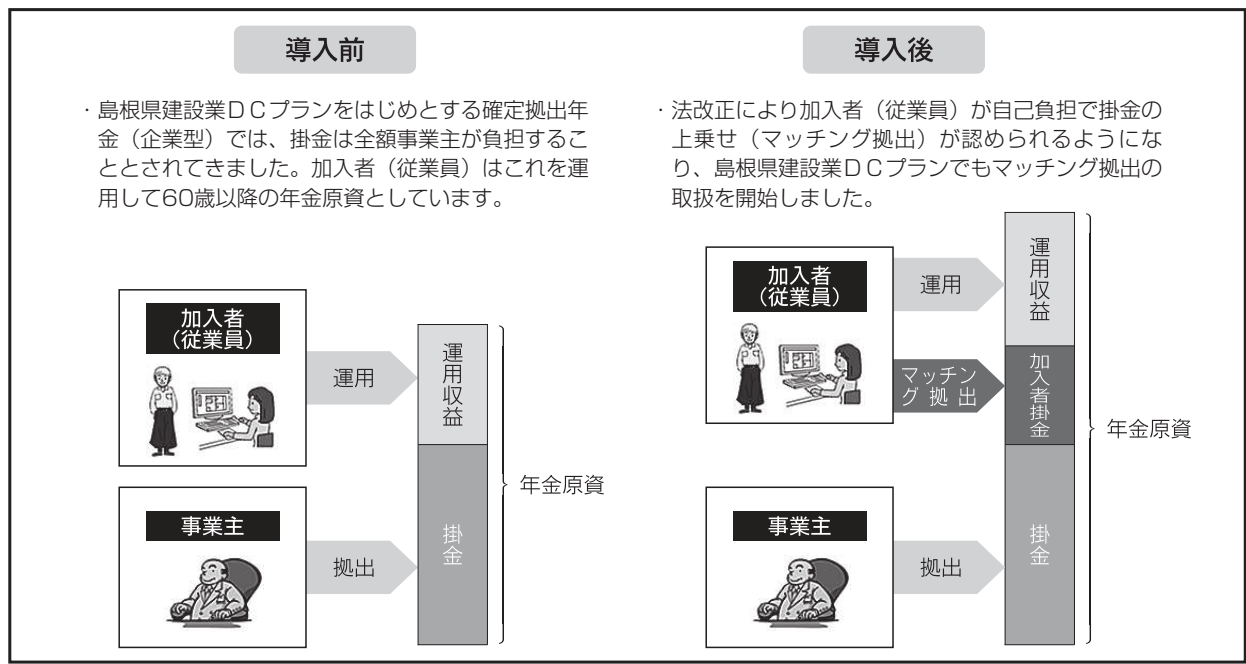 導入前
・島根県建設業ＤＣプランをはじめとする確定拠出年
金（企業型）では、掛金は全額事業主が負担するこ
ととされてきました。加入者（従業員）はこれを運
用して60歳以降の年金原資としています。
加入者
（従業員）
運用
運用収益
事業主
拠出
掛金
年金原資
導入後
・法改正により加入者（従業員）が自己負担で掛金の
上乗せ（マッチング拠出）が認められるようにな
り、島根県建設業ＤＣプランでもマッチング拠出の
取扱を開始しました。
加入者
（従業員）
運用
マッチン
グ拠出
運用収益
加入者掛金
事業主
拠出
掛金
年金原資